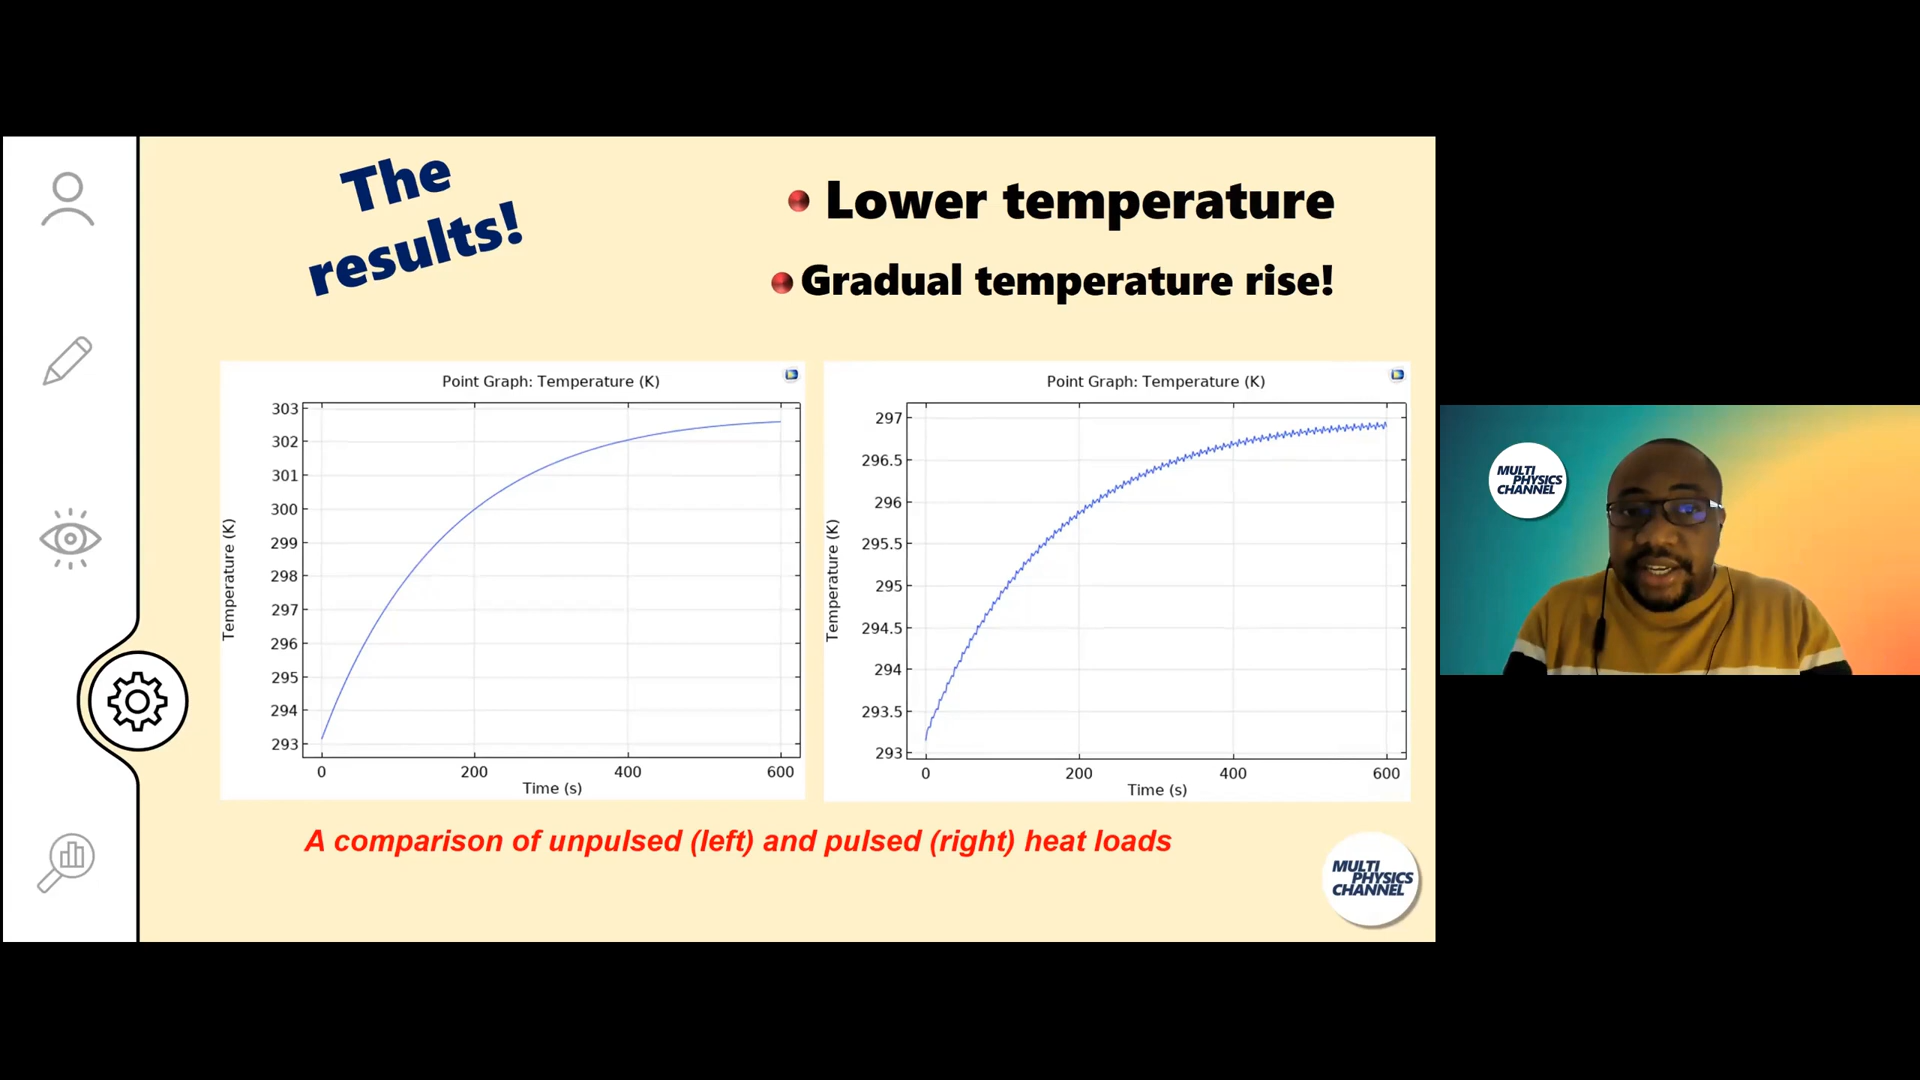 The
results!
Lower temperature
Gradual temperature rise!
Point Graph: Temperature (K)
303
302
301
300
299
298
297
296
295
294
293
0
200
400
600
Time (s)
Temperature (K)
Point Graph: Temperature (K)
297
296.5
296
295.5
295
294.5
294
293.5
293
0
200
400
600
Time (s)
Temperature (K)
A comparison of unpulsed (left) and pulsed (right) heat loads
MULTI
PHYSICS
CHANNEL
MULTI
PHYSICS
CHANNEL